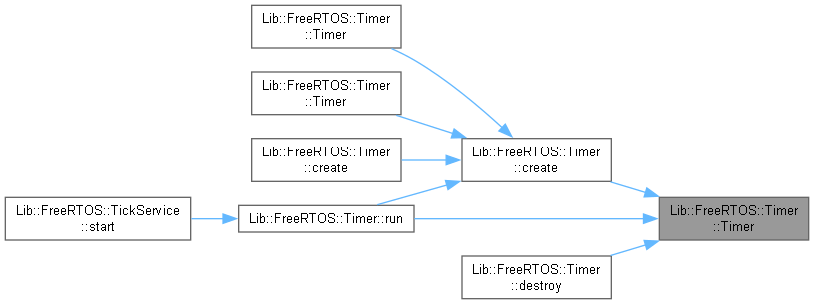 Lib::FreeRTOS::Timer
::Timer
Lib::FreeRTOS::Timer
::Timer
Lib::FreeRTOS::Timer
::create
Lib::FreeRTOS::Timer
::create
Lib::FreeRTOS::TickService
::start
Lib::FreeRTOS::Timer::run
Lib::FreeRTOS::Timer
::Timer
Lib::FreeRTOS::Timer
::destroy